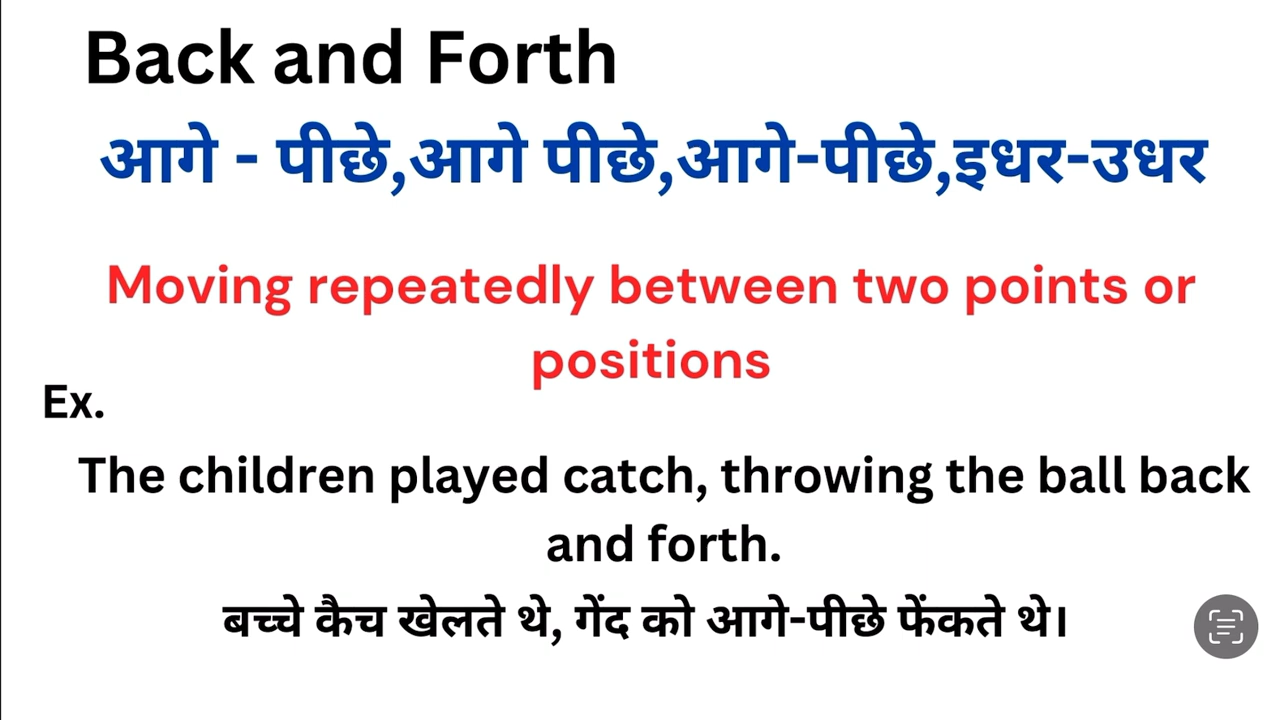 Back and Forth
आगे - पीछे,आगे पीछे,आगे-पीछे,इधर-उधर
Moving repeatedly between two points or
positions
Ex.
The children played catch, throwing the ball back
and forth.
बच्चे कैच खेलते थे, गेंद को आगे-पीछे फेंकते थे।